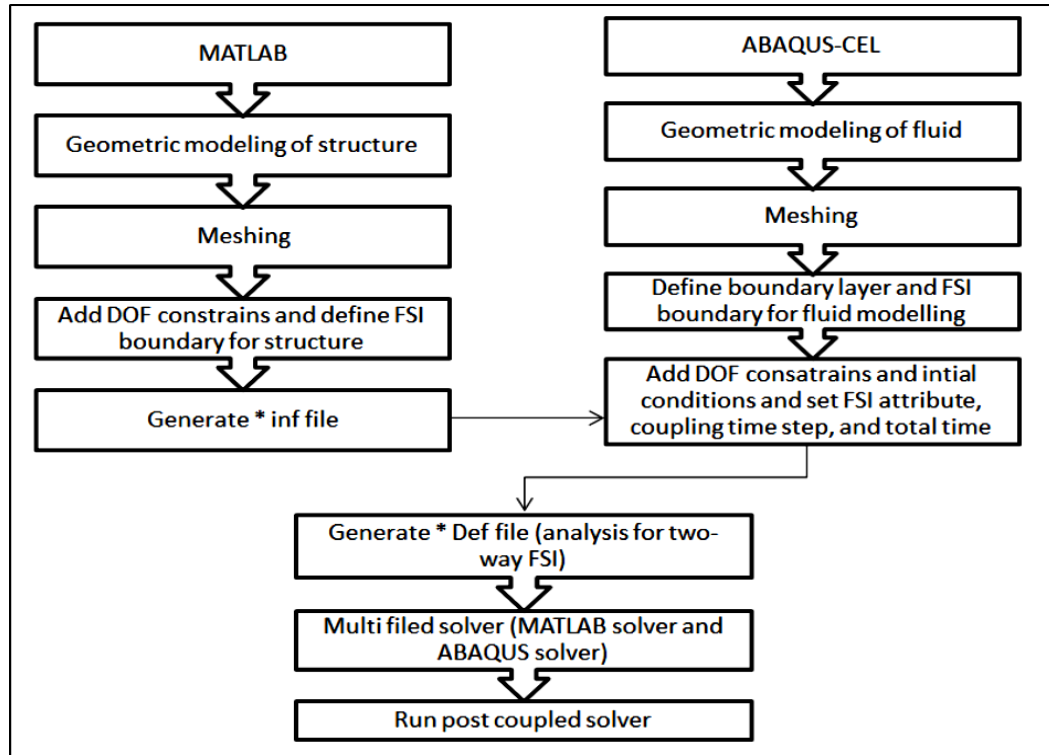 MATLAB
Geometric modeling of structure
Meshing
Add DOF constrains and define FSI
boundary for structure
Generate * inf file
ABAQUS-CEL
Geometric modeling of fluid
Meshing
Define boundary layer and FSI
boundary for fluid modelling
Add DOF consatrains and intial
conditions and set FSI attribute,
coupling time step, and total time
Generate * Def file (analysis for two-
way FSI)
Multi filed solver (MATLAB solver and
ABAQUS solver)
Run post coupled solver